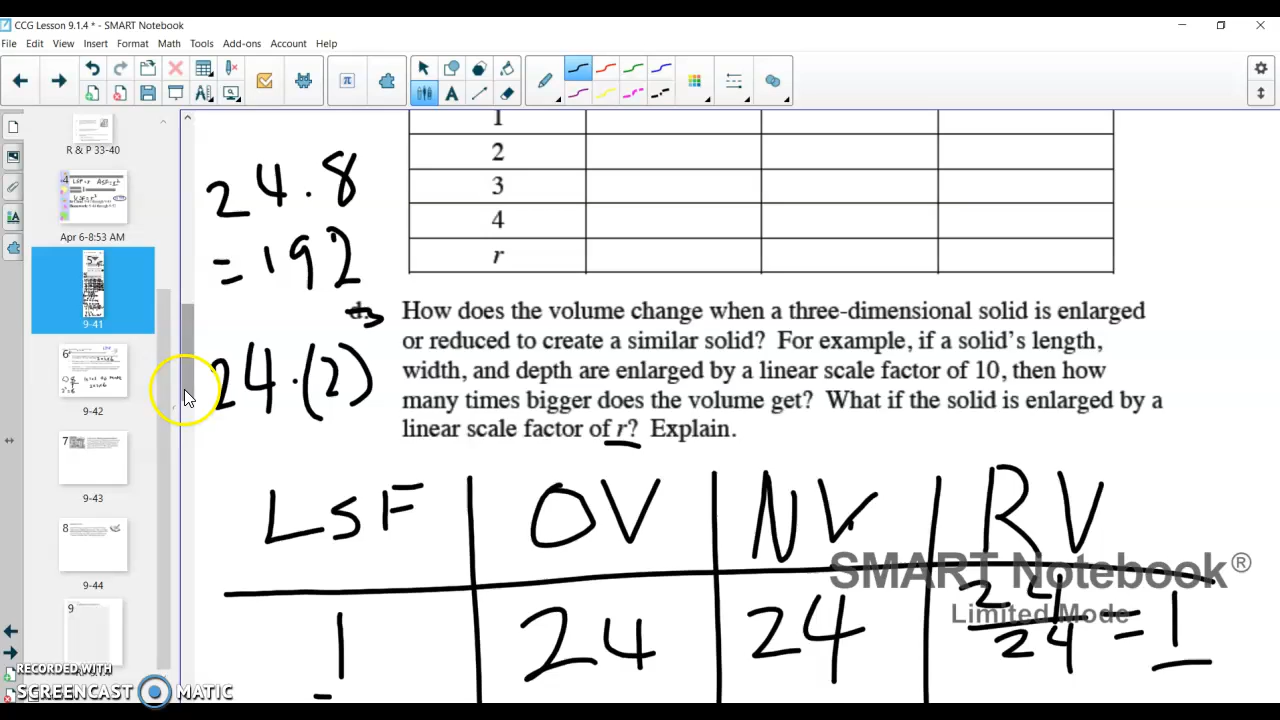 CCG Lesson 9.1.4 * - SMART Notebook
File Edit View Insert Format Math Tools Add-ons Account Help
R & P 33-40
Apr 6-8:53 AM
5
9-41
6
9-42
7
9-43
8
9-44
9
1
2
3
4
r
24.8
= 192
24.(2)
3
d.
How does the volume change when a three-dimensional solid is enlarged
or reduced to create a similar solid? For example, if a solid's length,
width, and depth are enlarged by a linear scale factor of 10, then how
many times bigger does the volume get? What if the solid is enlarged by a
linear scale factor of r? Explain.
LSF OV NV RV
1 24 24 24/24 = 1
SMART Notebook®
Limited Mode
RECORDED WITH
SCREENCAST MATIC